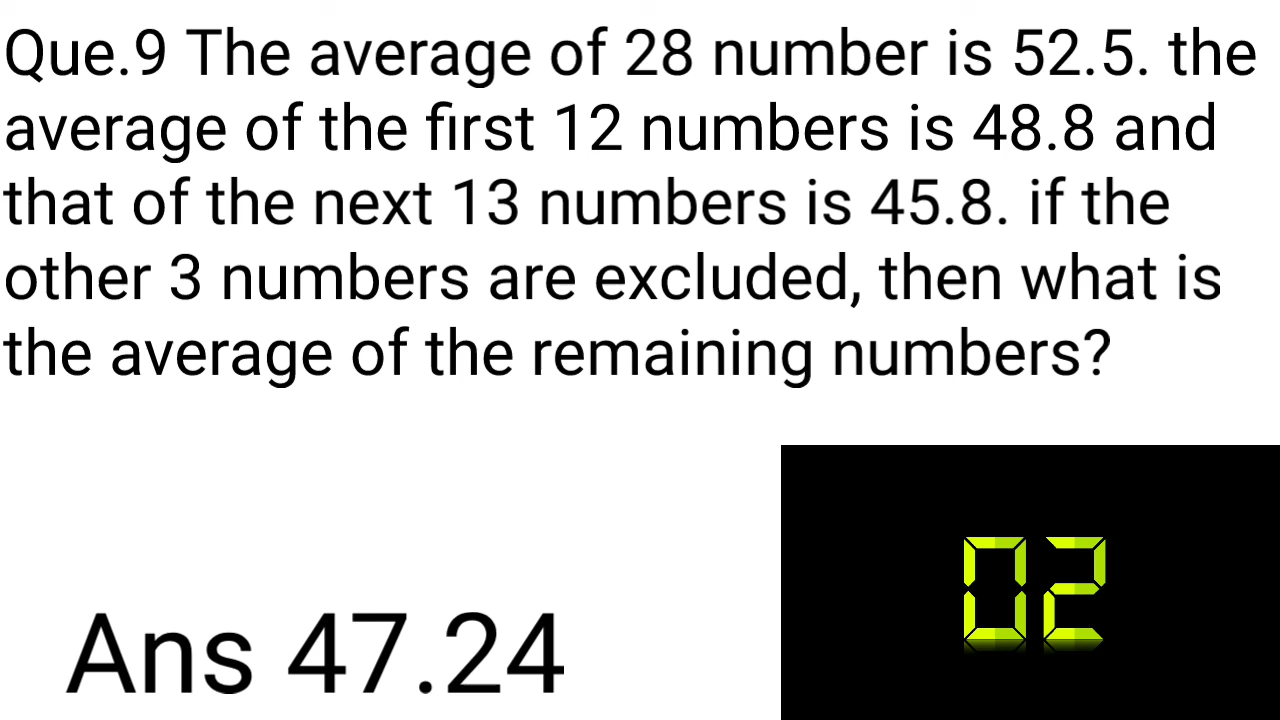 Que.9 The average of 28 number is 52.5. the
average of the first 12 numbers is 48.8 and
that of the next 13 numbers is 45.8. if the
other 3 numbers are excluded, then what is
the average of the remaining numbers?
02
Ans 47.24